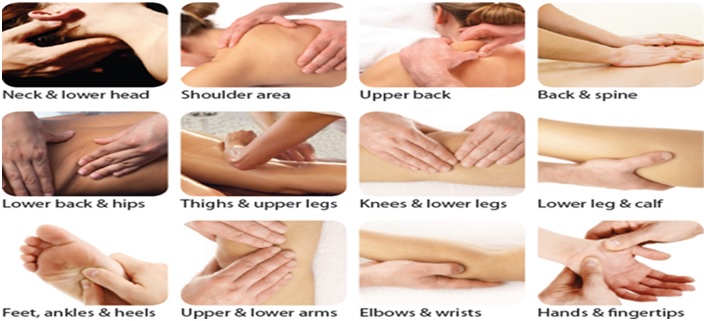 Neck & lower head
Shoulder area
Upper back
Back & spine
Lower back & hips
Thighs & upper legs
Knees & lower legs
Lower leg & calf
Feet, ankles & heels
Upper & lower arms
Elbows & wrists
Hands & fingertips